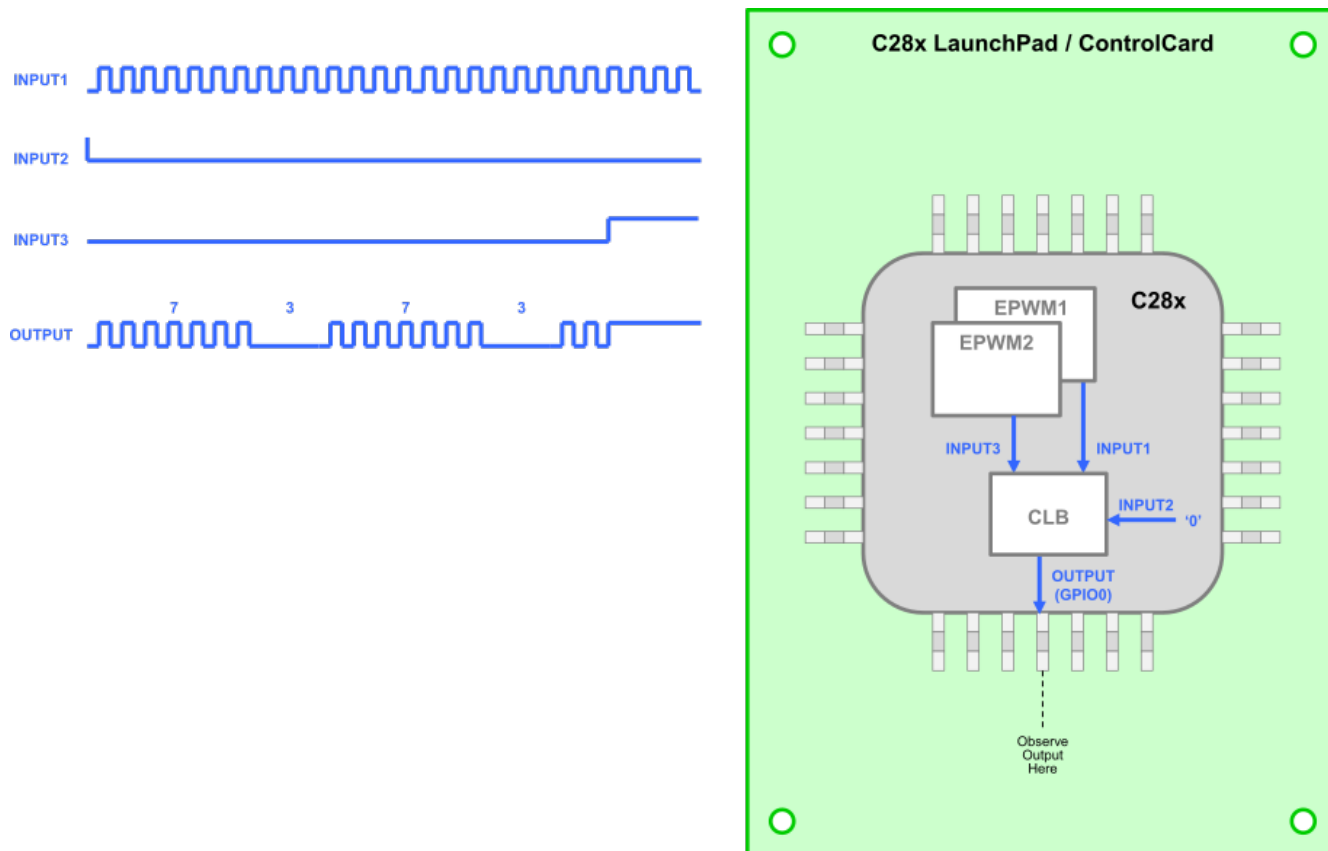 INPUT1
INPUT2
INPUT3
7 3 7 3
OUTPUT
C28x LaunchPad / ControlCard
C28x
EPWM1
EPWM2
INPUT3
INPUT1
CLB
INPUT2
‘0’
OUTPUT
(GPIO0)
Observe
Output
Here